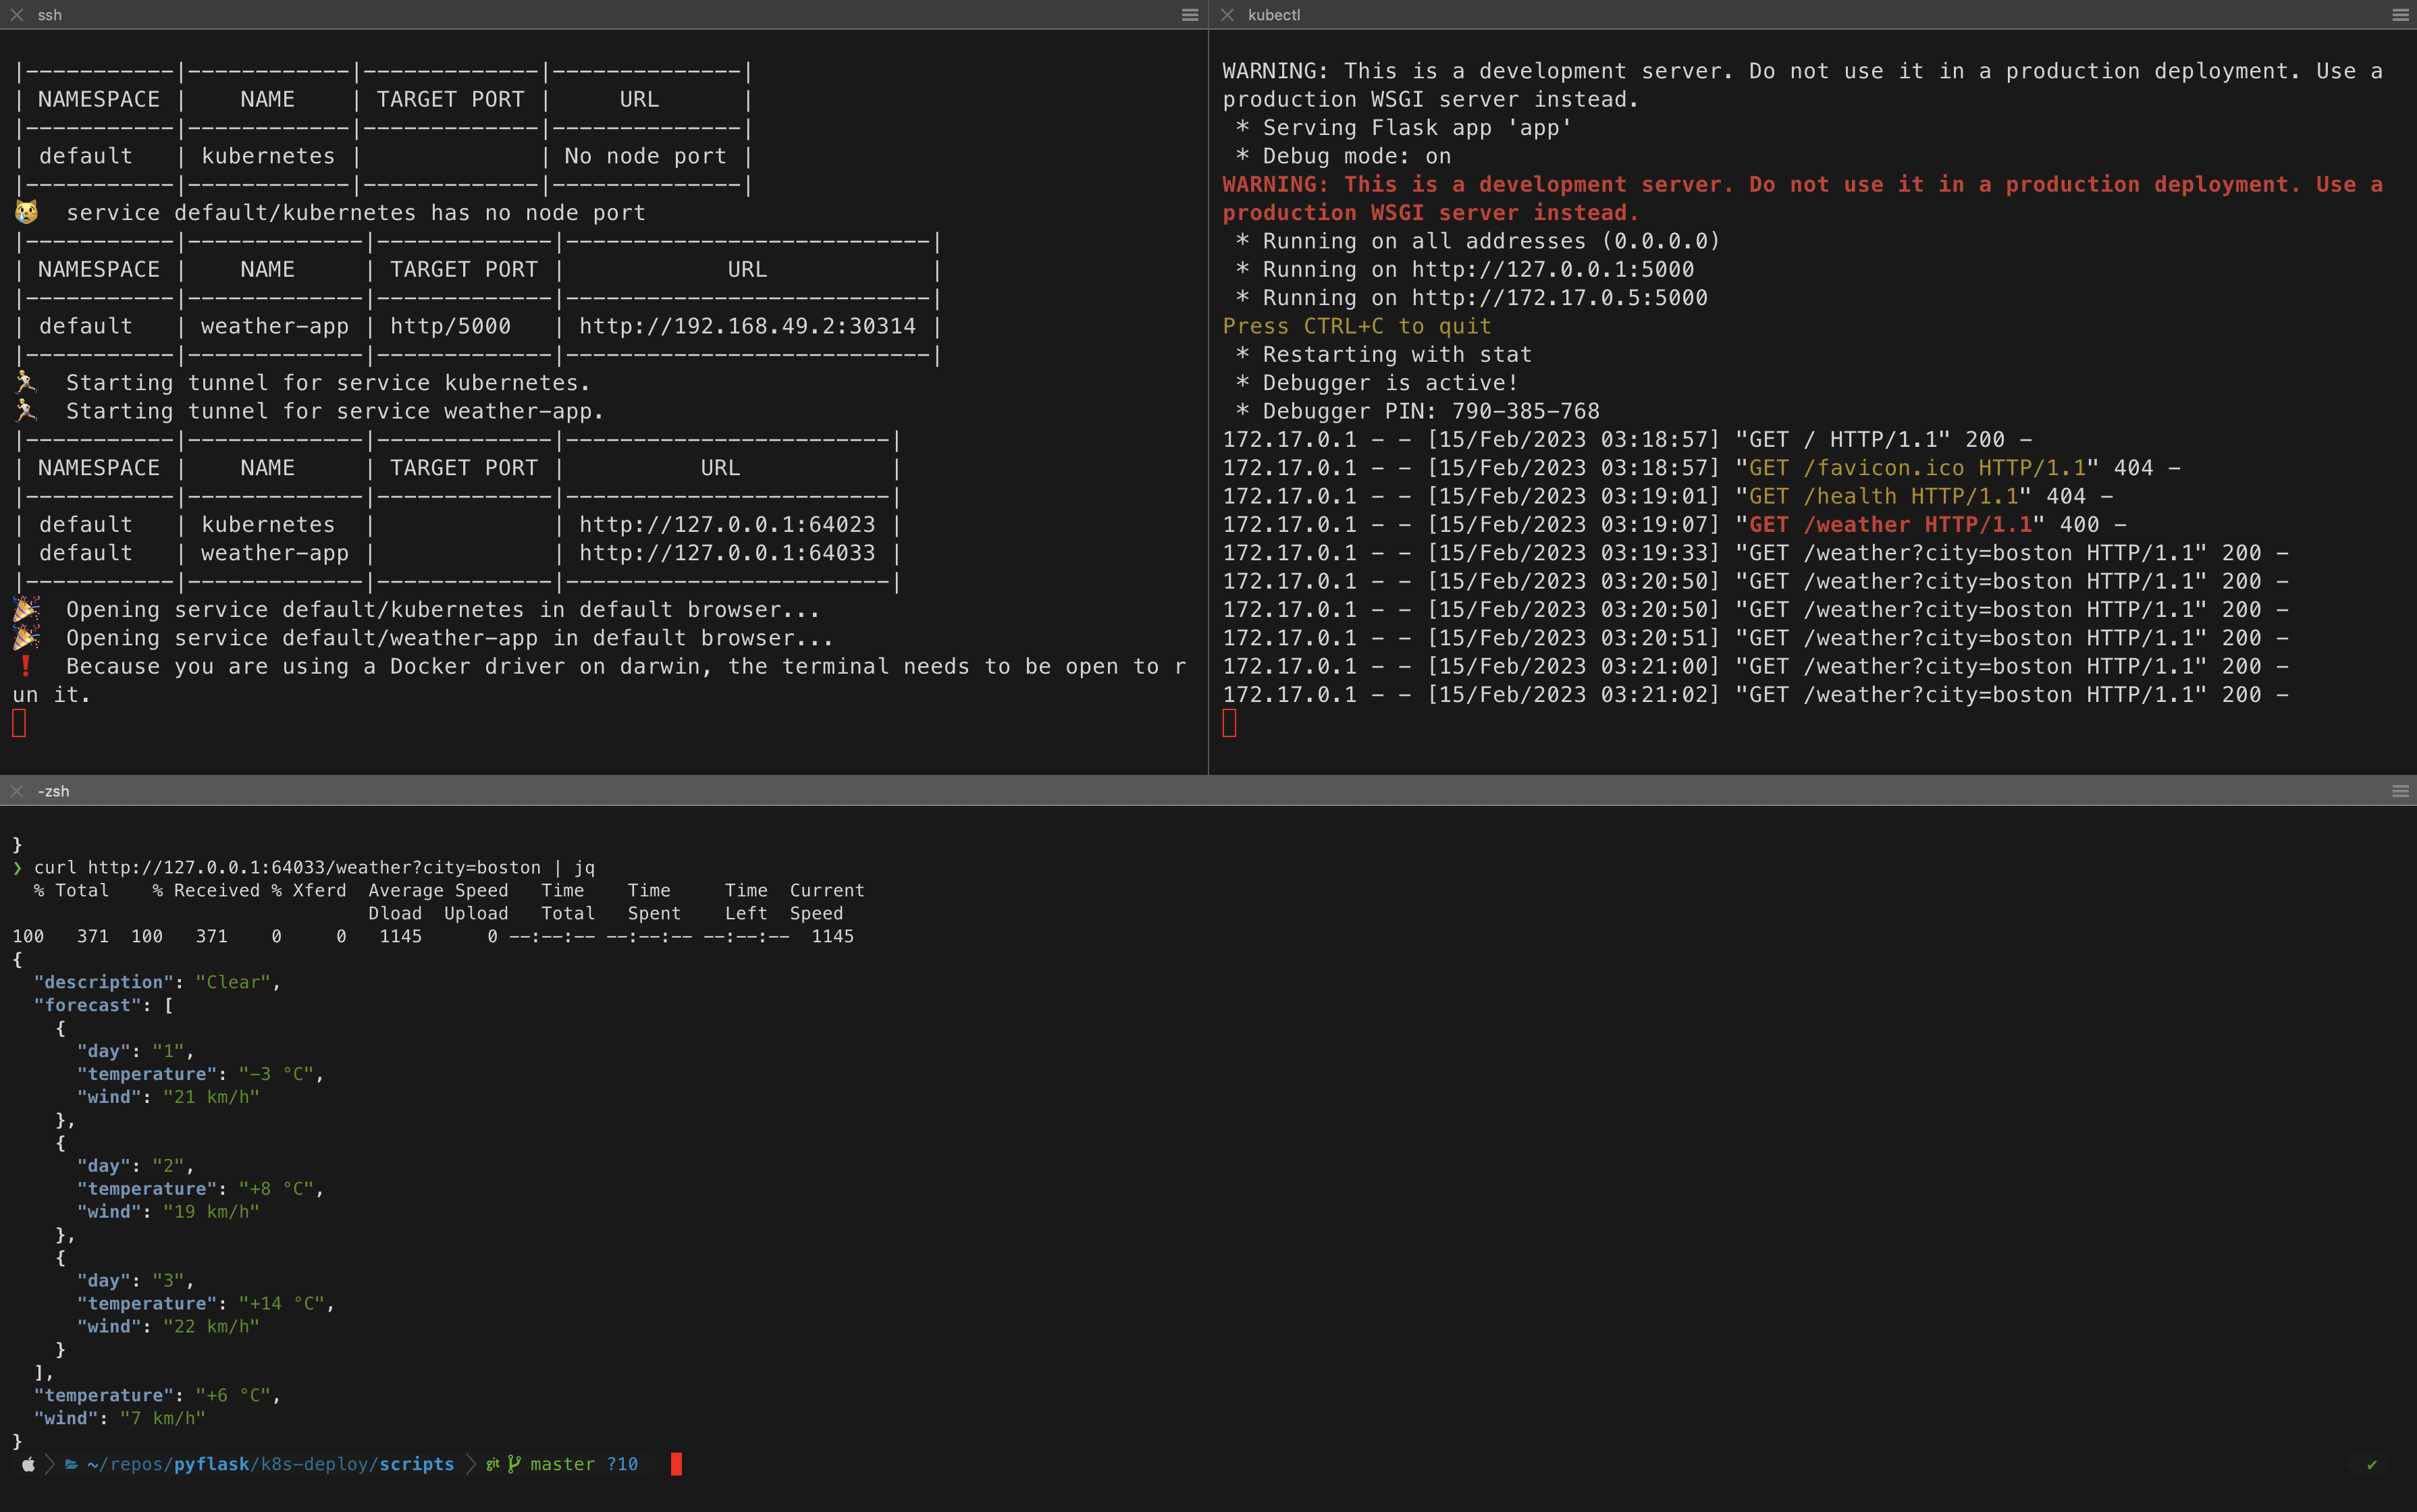 ssh
|-----------|------------|-------------|--------------|
| NAMESPACE |    NAME    | TARGET PORT |     URL      |
|-----------|------------|-------------|--------------|
| default   | kubernetes |             | No node port |
|-----------|------------|-------------|--------------|
😿  service default/kubernetes has no node port
|-----------|-------------|-------------|---------------------------|
| NAMESPACE |    NAME     | TARGET PORT |            URL            |
|-----------|-------------|-------------|---------------------------|
| default   | weather-app | http/5000   | http://192.168.49.2:30314 |
|-----------|-------------|-------------|---------------------------|
🏃  Starting tunnel for service kubernetes.
🏃  Starting tunnel for service weather-app.
|-----------|-------------|-------------|------------------------|
| NAMESPACE |    NAME     | TARGET PORT |          URL           |
|-----------|-------------|-------------|------------------------|
| default   | kubernetes  |             | http://127.0.0.1:64023 |
| default   | weather-app |             | http://127.0.0.1:64033 |
|-----------|-------------|-------------|------------------------|
🎉  Opening service default/kubernetes in default browser...
🎉  Opening service default/weather-app in default browser...
❗  Because you are using a Docker driver on darwin, the terminal needs to be open to r
un it.
kubectl
WARNING: This is a development server. Do not use it in a production deployment. Use a
production WSGI server instead.
 * Serving Flask app 'app'
 * Debug mode: on
WARNING: This is a development server. Do not use it in a production deployment. Use a
production WSGI server instead.
 * Running on all addresses (0.0.0.0)
 * Running on http://127.0.0.1:5000
 * Running on http://172.17.0.5:5000
Press CTRL+C to quit
 * Restarting with stat
 * Debugger is active!
 * Debugger PIN: 790-385-768
172.17.0.1 - - [15/Feb/2023 03:18:57] "GET / HTTP/1.1" 200 -
172.17.0.1 - - [15/Feb/2023 03:18:57] "GET /favicon.ico HTTP/1.1" 404 -
172.17.0.1 - - [15/Feb/2023 03:19:01] "GET /health HTTP/1.1" 404 -
172.17.0.1 - - [15/Feb/2023 03:19:07] "GET /weather HTTP/1.1" 400 -
172.17.0.1 - - [15/Feb/2023 03:19:33] "GET /weather?city=boston HTTP/1.1" 200 -
172.17.0.1 - - [15/Feb/2023 03:20:50] "GET /weather?city=boston HTTP/1.1" 200 -
172.17.0.1 - - [15/Feb/2023 03:20:50] "GET /weather?city=boston HTTP/1.1" 200 -
172.17.0.1 - - [15/Feb/2023 03:20:51] "GET /weather?city=boston HTTP/1.1" 200 -
172.17.0.1 - - [15/Feb/2023 03:21:00] "GET /weather?city=boston HTTP/1.1" 200 -
172.17.0.1 - - [15/Feb/2023 03:21:02] "GET /weather?city=boston HTTP/1.1" 200 -
-zsh
}
❯ curl http://127.0.0.1:64033/weather?city=boston | jq
  % Total    % Received % Xferd  Average Speed   Time    Time     Time  Current
                                 Dload  Upload   Total   Spent    Left  Speed
100   371  100   371    0     0   1145      0 --:--:-- --:--:-- --:--:--  1145
{
  "description": "Clear",
  "forecast": [
    {
      "day": "1",
      "temperature": "-3 °C",
      "wind": "21 km/h"
    },
    {
      "day": "2",
      "temperature": "+8 °C",
      "wind": "19 km/h"
    },
    {
      "day": "3",
      "temperature": "+14 °C",
      "wind": "22 km/h"
    }
  ],
  "temperature": "+6 °C",
  "wind": "7 km/h"
}
~/repos/pyflask/k8s-deploy/scripts git master ?10 ✔